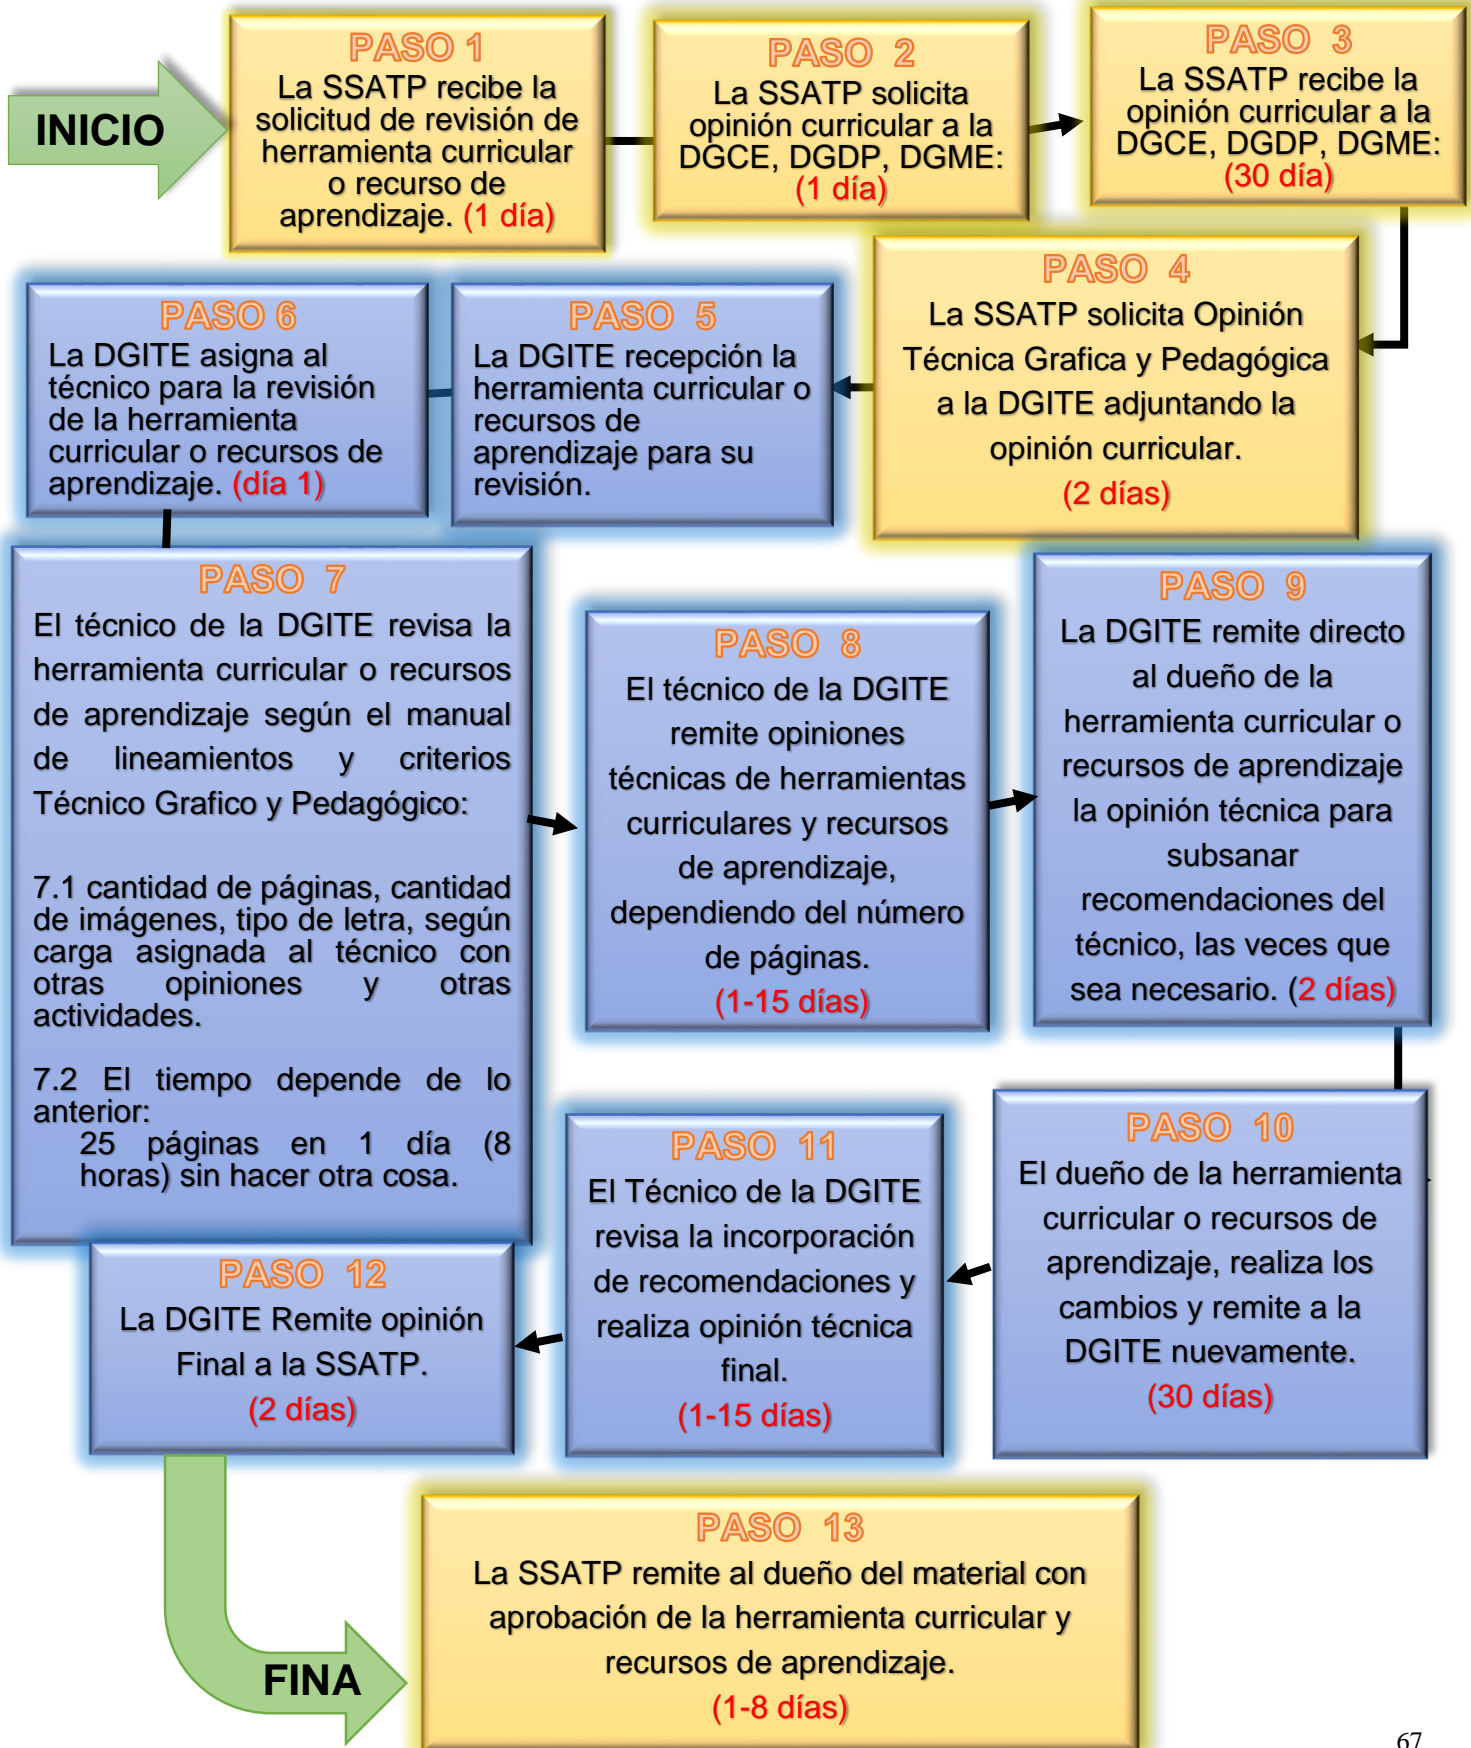 INICIO
PASO 1
La SSATP recibe la
solicitud de revisión de
herramienta curricular
o recurso de
aprendizaje. (1 día)
PASO 2
La SSATP solicita
opinión curricular a la
DGCE, DGDP, DGME:
(1 día)
PASO 3
La SSATP recibe la
opinión curricular a la
DGCE, DGDP, DGME:
(30 día)
PASO 4
La SSATP solicita Opinión
Técnica Grafica y Pedagógica
a la DGITE adjuntando la
opinión curricular.
(2 días)
PASO 5
La DGITE recepción la
herramienta curricular o
recursos de
aprendizaje para su
revisión.
PASO 6
La DGITE asigna al
técnico para la revisión
de la herramienta
curricular o recursos de
aprendizaje. (día 1)
PASO 7
El técnico de la DGITE revisa la
herramienta curricular o recursos
de aprendizaje según el manual
de lineamientos y criterios
Técnico Grafico y Pedagógico:
7.1 cantidad de páginas, cantidad
de imágenes, tipo de letra, según
carga asignada al técnico con
otras opiniones y otras
actividades.
7.2 El tiempo depende de lo
anterior:
25 páginas en 1 día (8
horas) sin hacer otra cosa.
PASO 8
El técnico de la DGITE
remite opiniones
técnicas de herramientas
curriculares y recursos
de aprendizaje,
dependiendo del número
de páginas.
(1-15 días)
PASO 9
La DGITE remite directo
al dueño de la
herramienta curricular o
recursos de aprendizaje
la opinión técnica para
subsanar
recomendaciones del
técnico, las veces que
sea necesario. (2 días)
PASO 10
El dueño de la herramienta
curricular o recursos de
aprendizaje, realiza los
cambios y remite a la
DGITE nuevamente.
(30 días)
PASO 11
El Técnico de la DGITE
revisa la incorporación
de recomendaciones y
realiza opinión técnica
final.
(1-15 días)
PASO 12
La DGITE Remite opinión
Final a la SSATP.
(2 días)
FINA
PASO 13
La SSATP remite al dueño del material con
aprobación de la herramienta curricular y
recursos de aprendizaje.
(1-8 días)
67